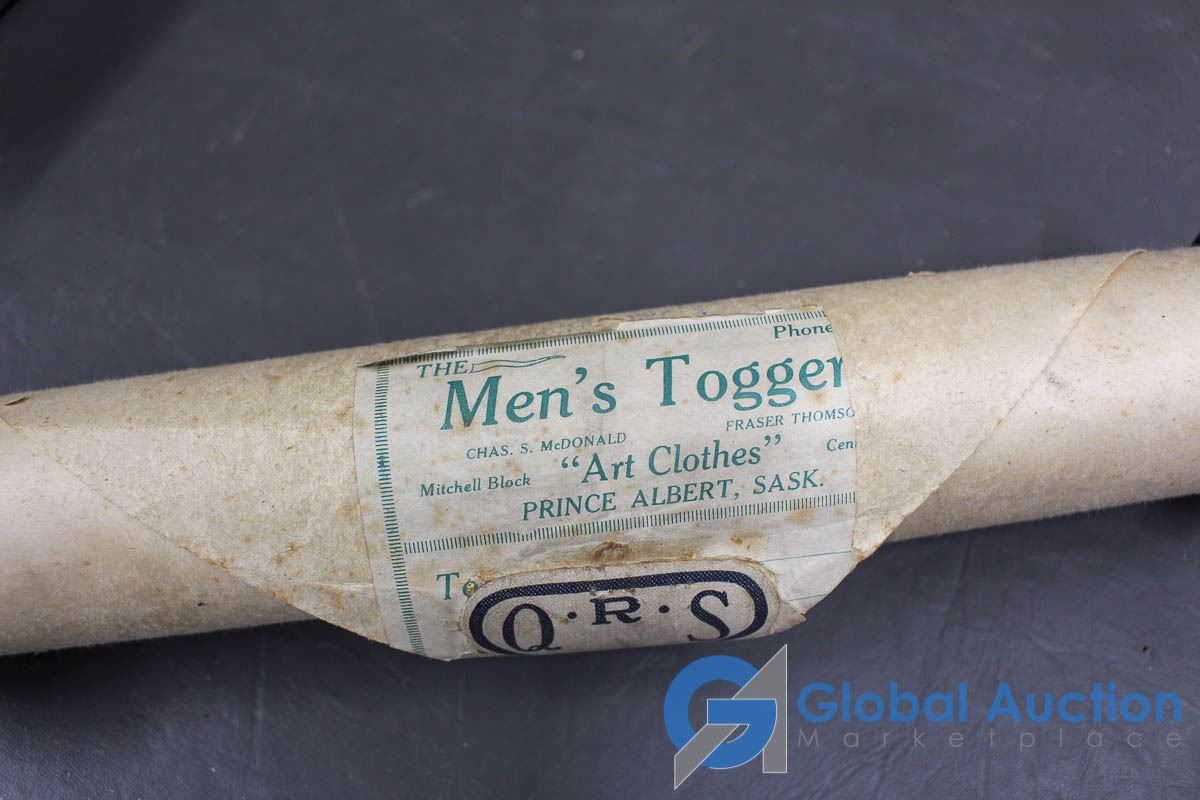 Phone
THE
Men's Togger
CHAS. S. McDONALD FRASER THOMSO
"Art Clothes"
Mitchell Block Cen
PRINCE ALBERT, SASK.
To
Q·R·S
Global Auction
Marketplace